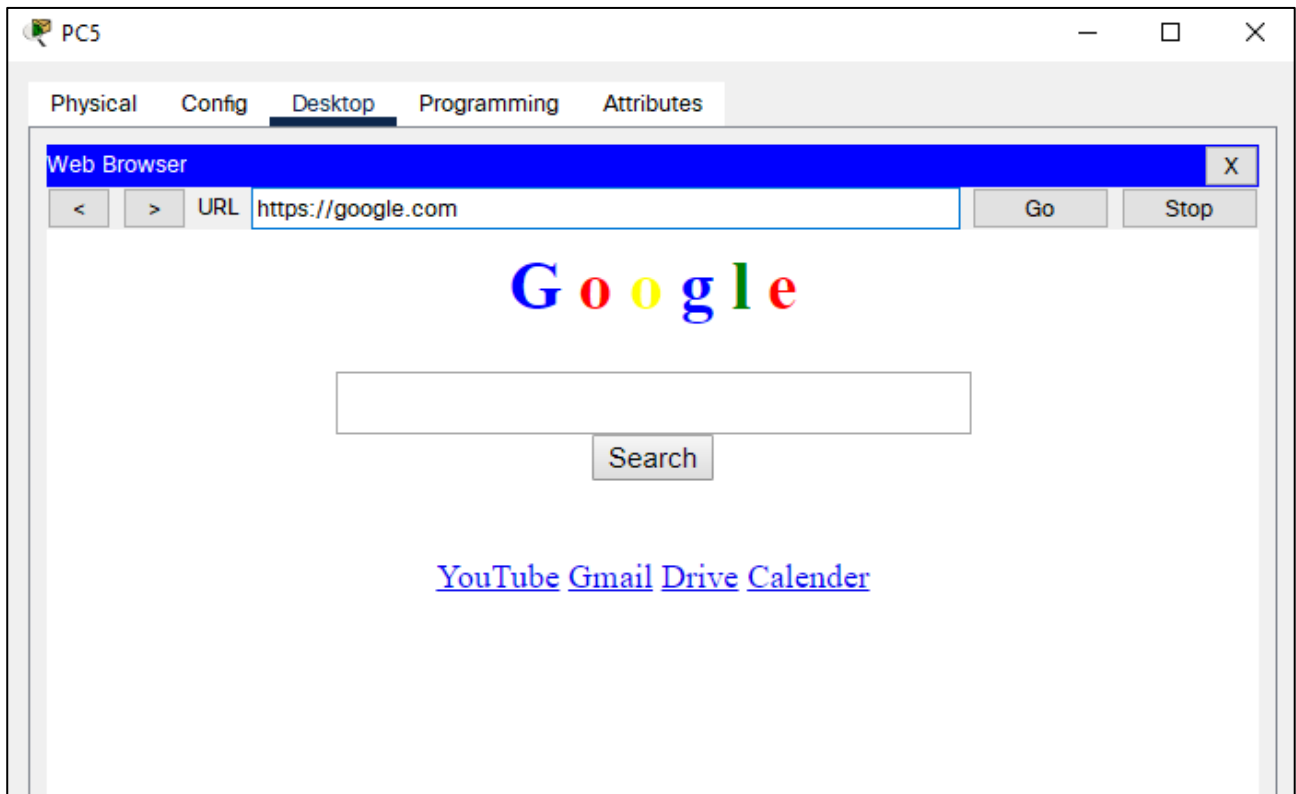 PC5
Physical Config Desktop Programming Attributes
Web Browser X
< > URL https://google.com Go Stop
G o o g l e
Search
YouTube Gmail Drive Calender